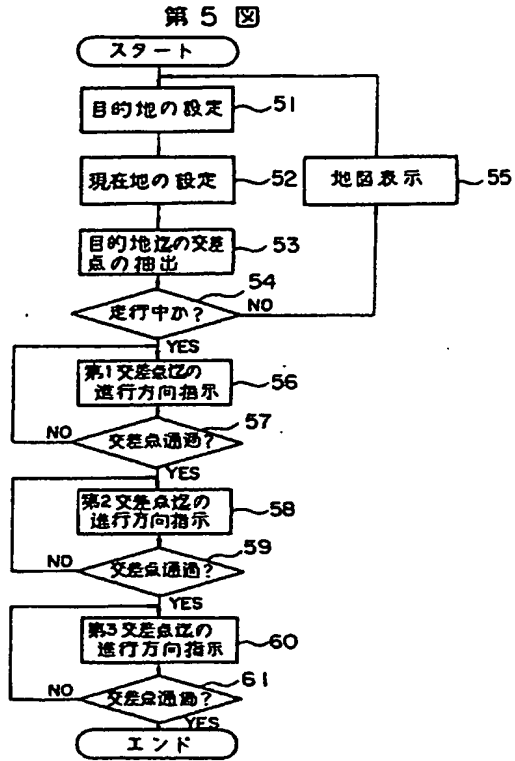 第5図
スタート
目的地の設定
51
現在地の設定
52
地図表示
55
目的地迄の交差
点の抽出
53
54
走行中か?
NO
YES
第1交差点迄の
進行方向指示
56
57
NO
交差点通過?
YES
第2交差点迄の
進行方向指示
58
59
NO
交差点通過?
YES
第3交差点迄の
進行方向指示
60
61
NO
交差点通過?
YES
エンド